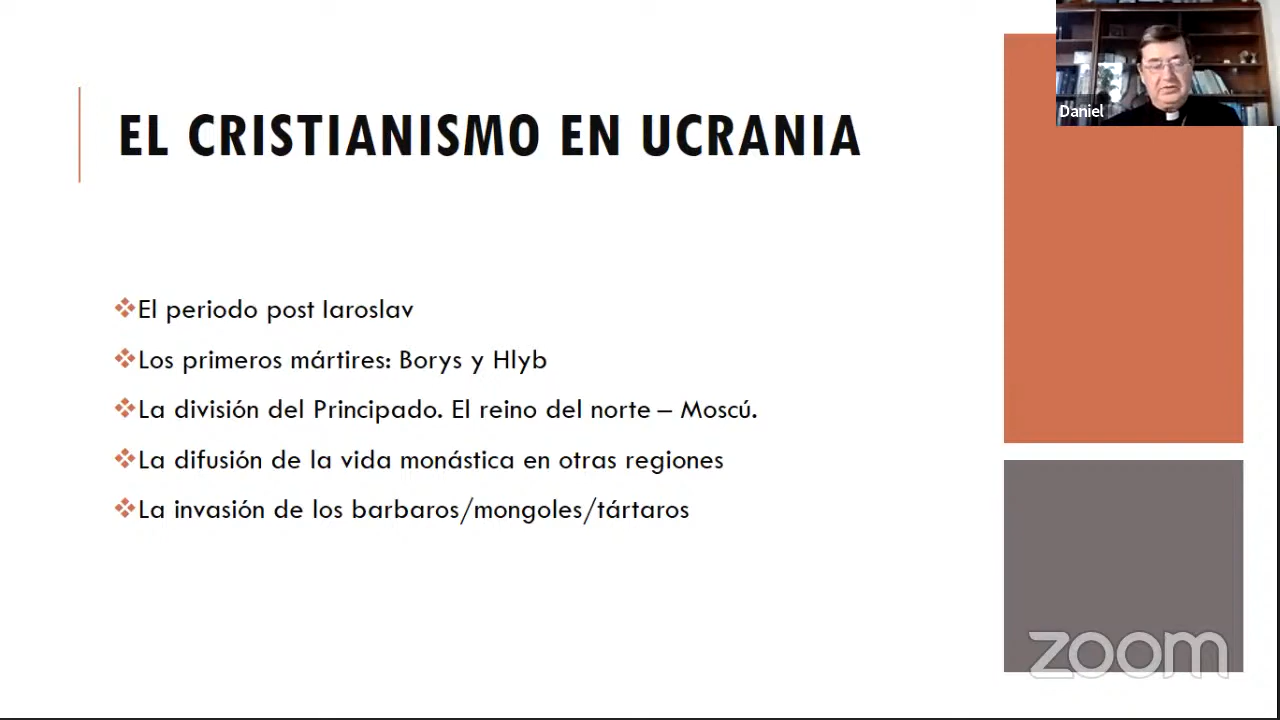 EL CRISTIANISMO EN UCRANIA
Daniel
El periodo post Iaroslav
Los primeros mártires: Borys y Hlyb
La división del Principado. El reino del norte – Moscú.
La difusión de la vida monástica en otras regiones
La invasión de los barbaros/mongoles/tártaros
zoom